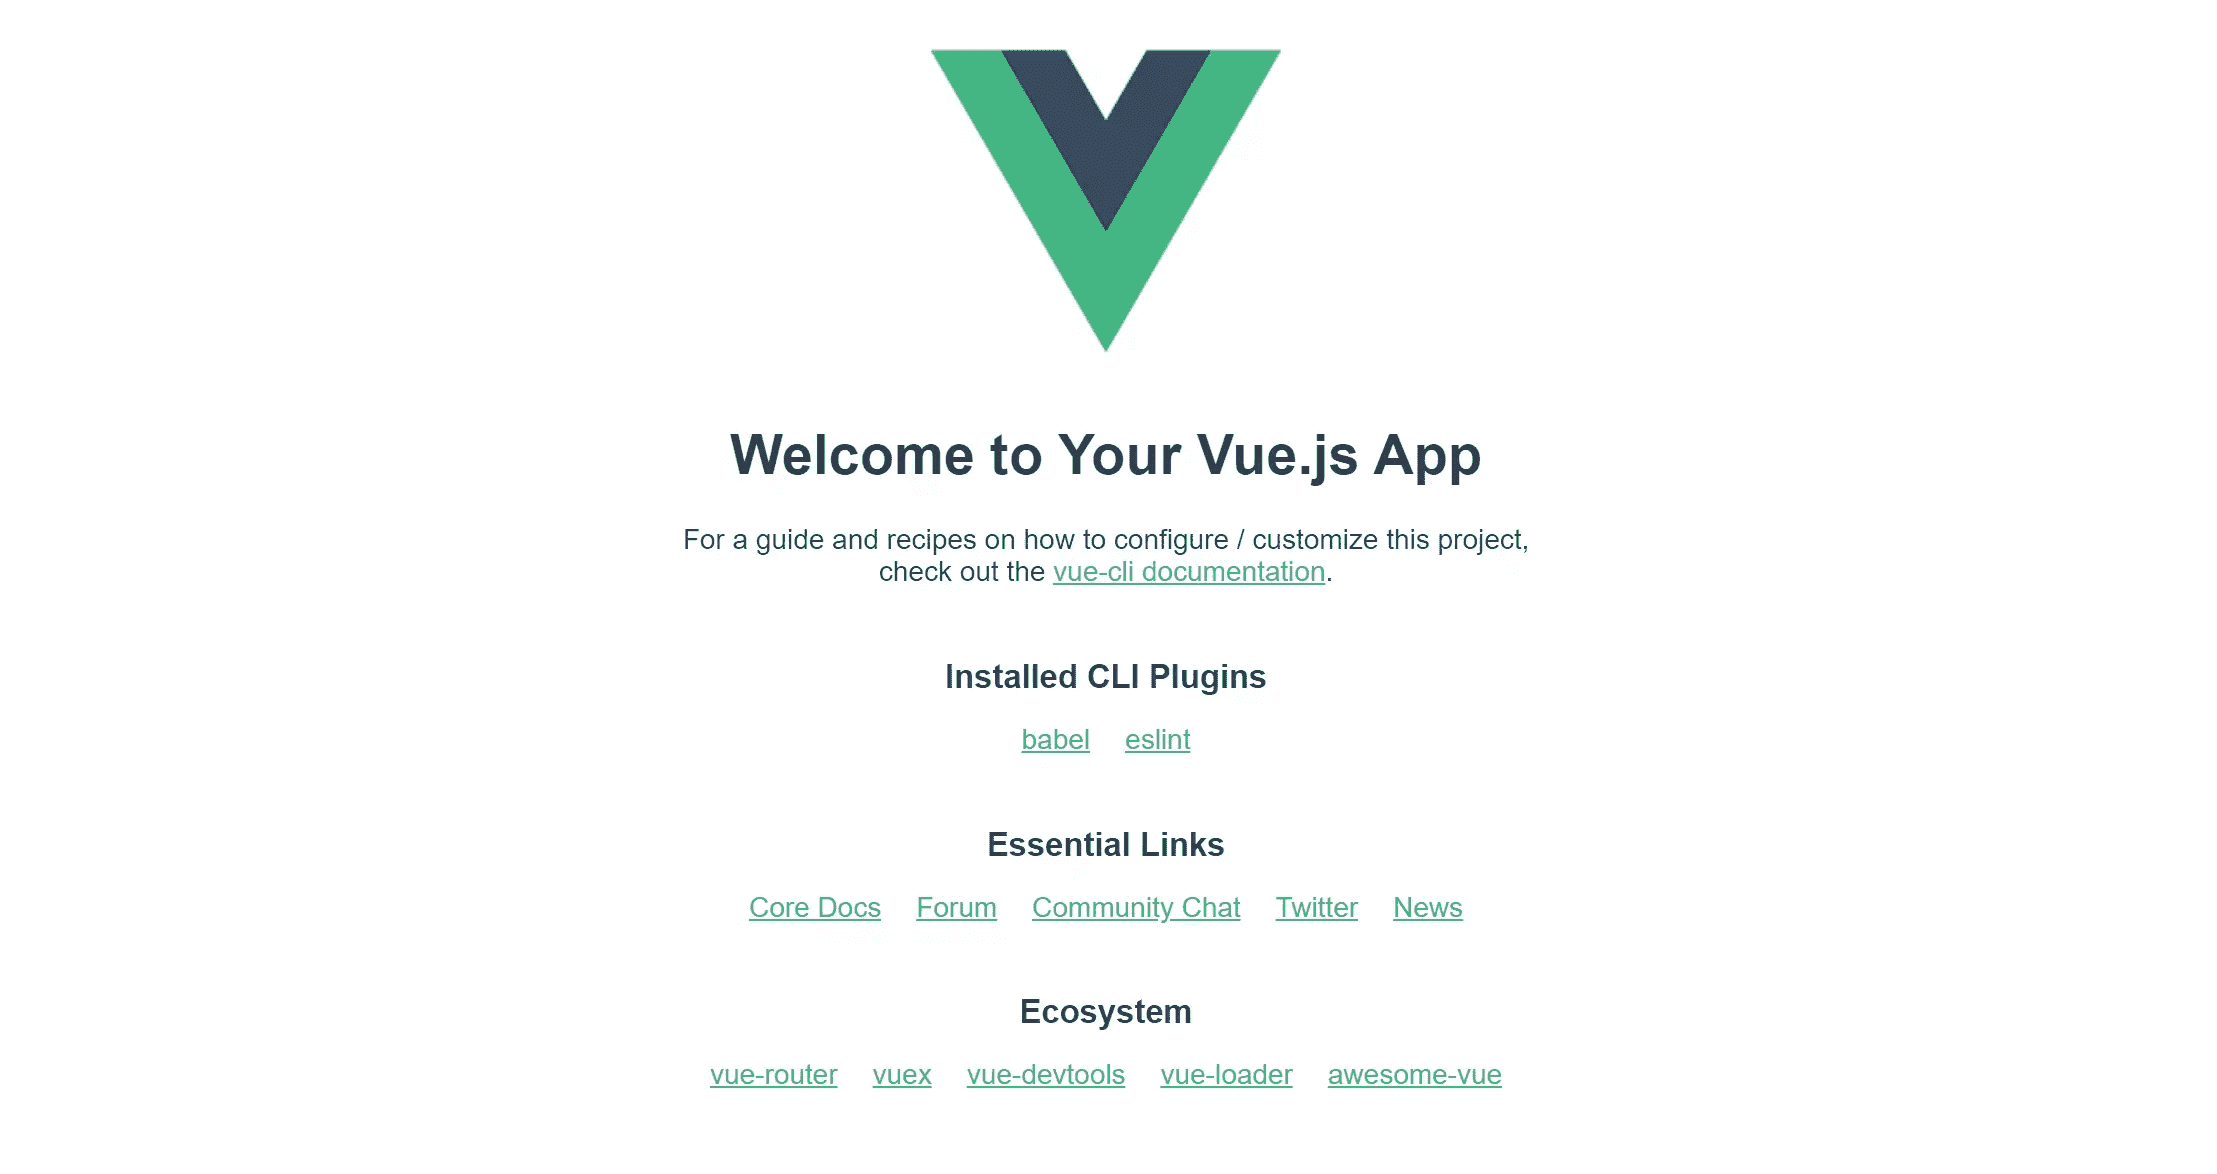 Welcome to Your Vue.js App
For a guide and recipes on how to configure / customize this project,
check out the vue-cli documentation.
Installed CLI Plugins
babel eslint
Essential Links
Core Docs Forum Community Chat Twitter News
Ecosystem
vue-router vuex vue-devtools vue-loader awesome-vue